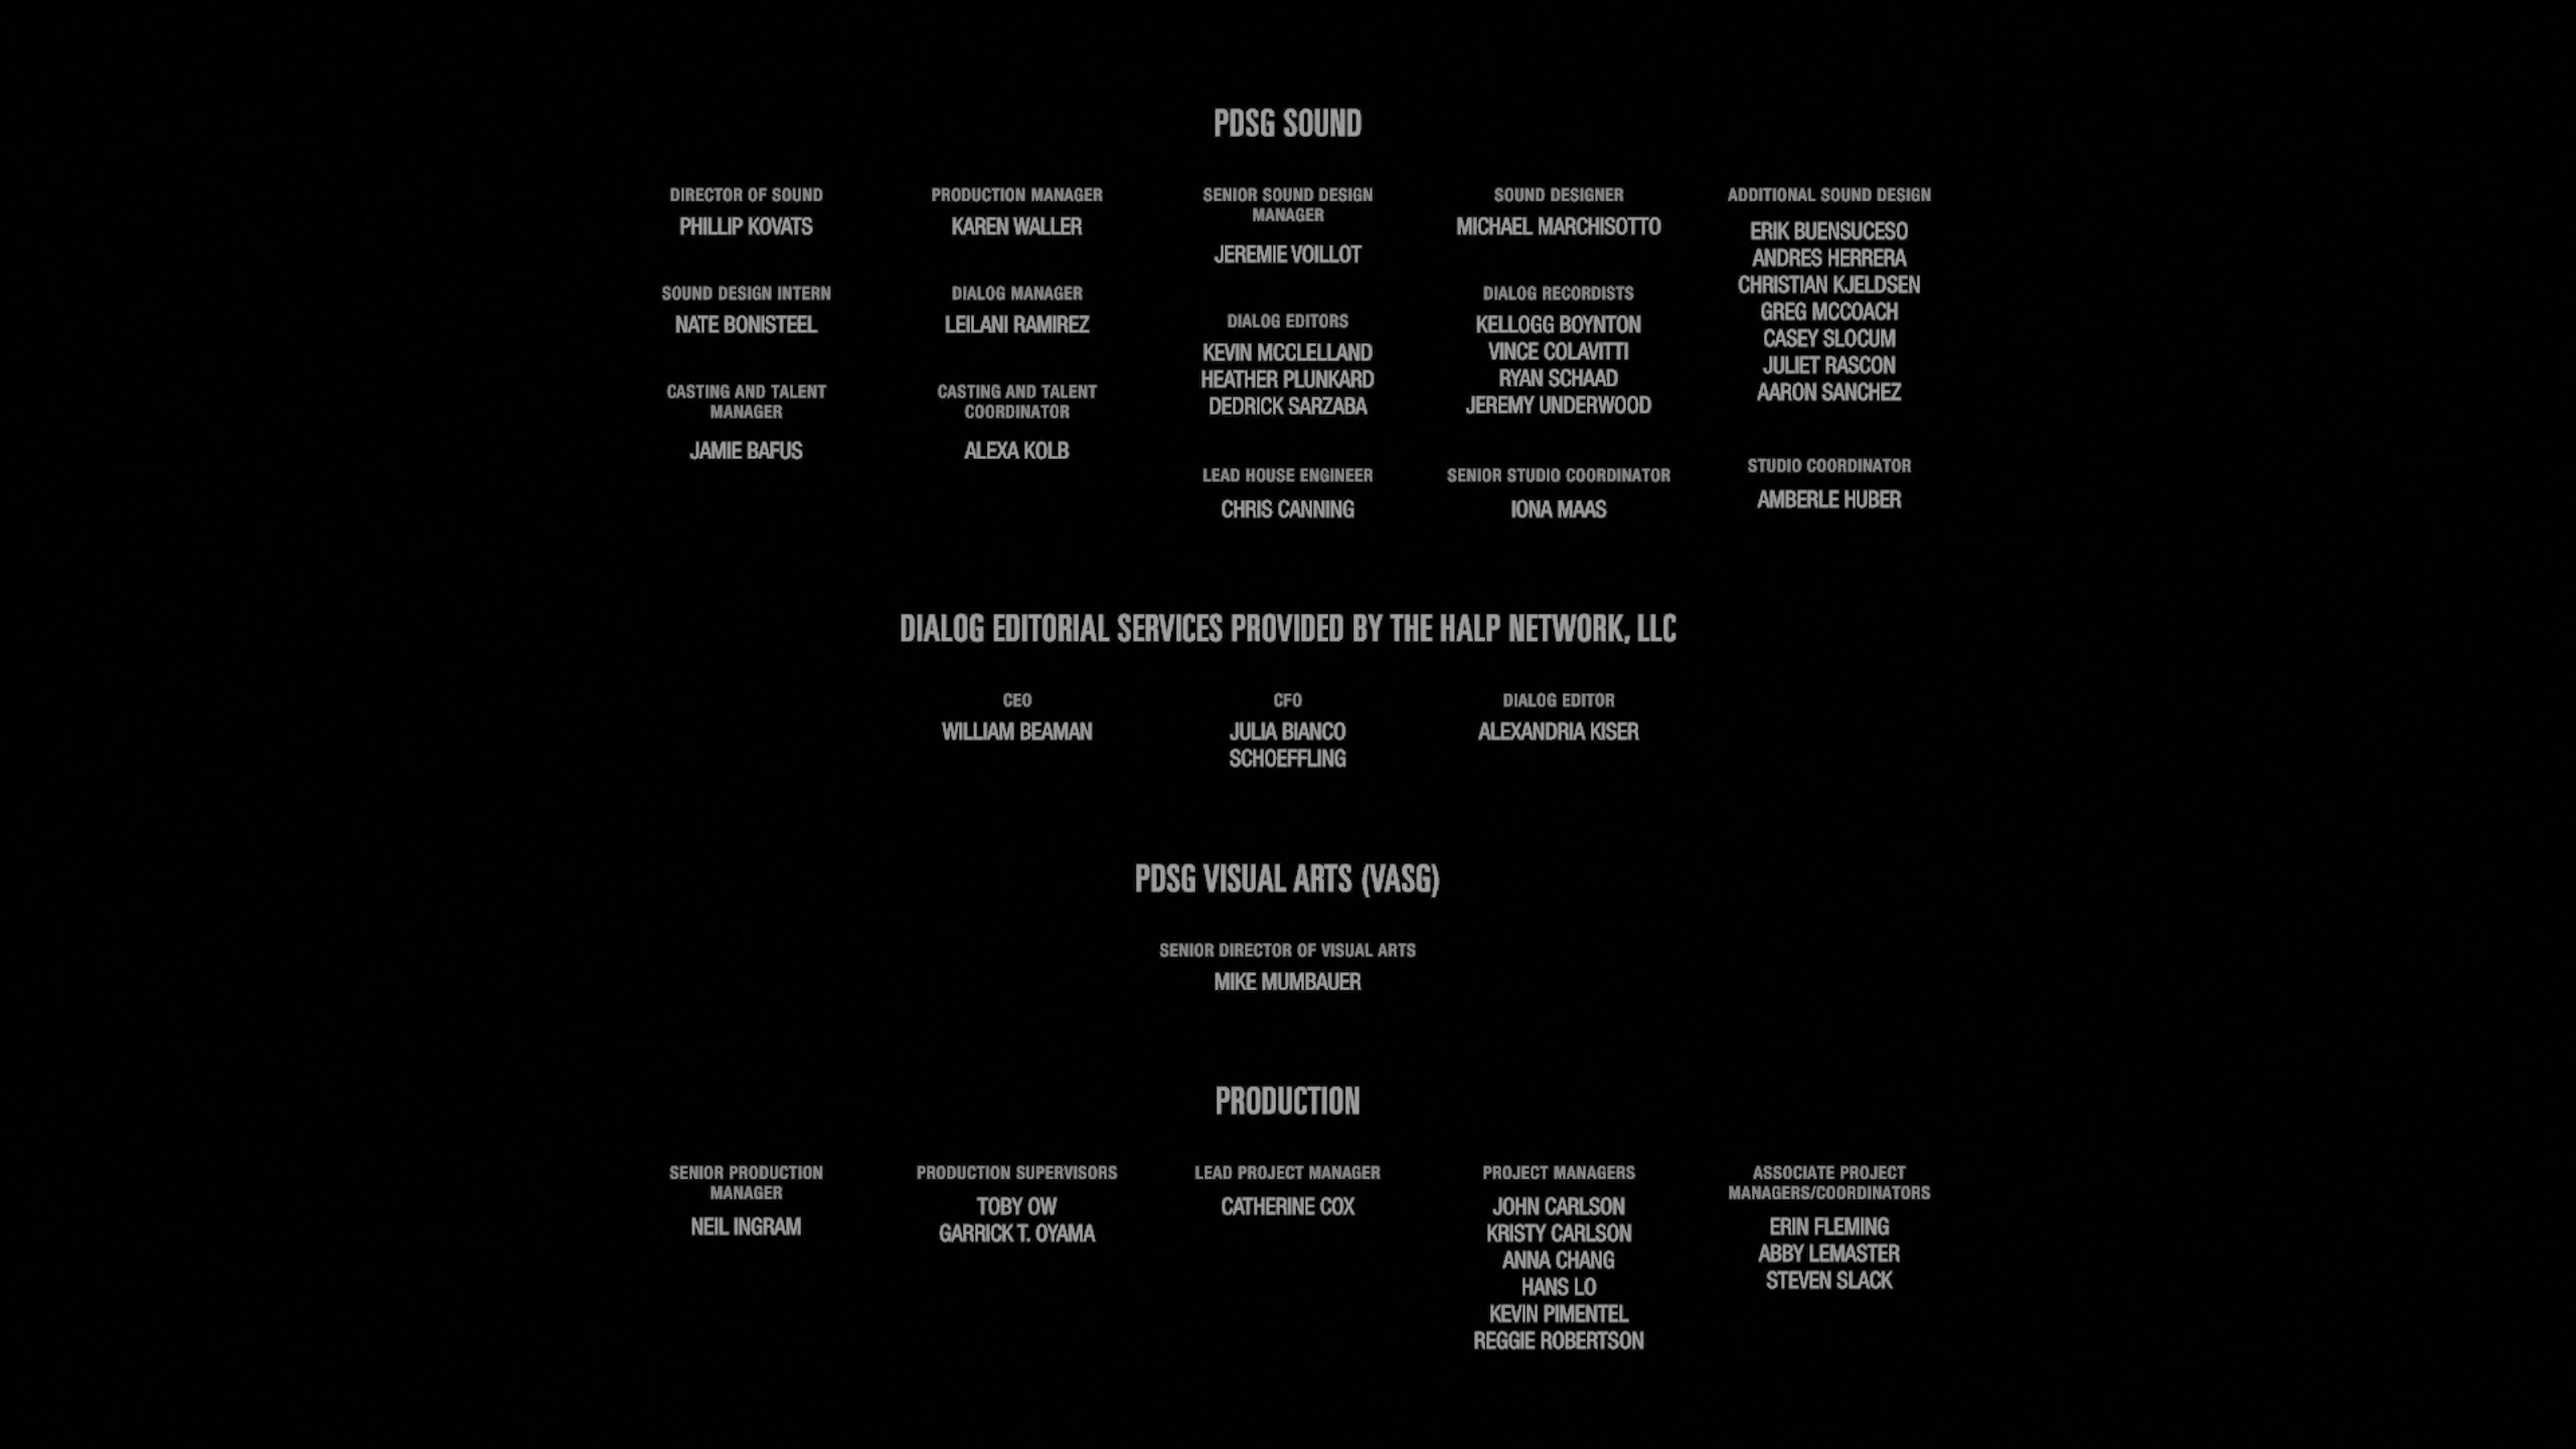 PDSG SOUND
DIRECTOR OF SOUND
PHILLIP KOVATS
SOUND DESIGN INTERN
NATE BONISTEEL
CASTING AND TALENT
MANAGER
JAMIE BAFUS
PRODUCTION MANAGER
KAREN WALLER
DIALOG MANAGER
LEILANI RAMIREZ
CASTING AND TALENT
COORDINATOR
ALEXA KOLB
SENIOR SOUND DESIGN
MANAGER
JEREMIE VOILLOT
DIALOG EDITORS
KEVIN MCCLELLAND
HEATHER PLUNKARD
DEDRICK SARZABA
LEAD HOUSE ENGINEER
CHRIS CANNING
SOUND DESIGNER
MICHAEL MARCHISOTTO
DIALOG RECORDISTS
KELLOGG BOYNTON
VINCE COLAVITTI
RYAN SCHAAD
JEREMY UNDERWOOD
SENIOR STUDIO COORDINATOR
IONA MAAS
ADDITIONAL SOUND DESIGN
ERIK BUENSUCESO
ANDRES HERRERA
CHRISTIAN KJELDSEN
GREG MCCOACH
CASEY SLOCUM
JULIET RASCON
AARON SANCHEZ
STUDIO COORDINATOR
AMBERLE HUBER
DIALOG EDITORIAL SERVICES PROVIDED BY THE HALP NETWORK, LLC
CEO
WILLIAM BEAMAN
CFO
JULIA BIANCO
SCHOEFFLING
DIALOG EDITOR
ALEXANDRIA KISER
PDSG VISUAL ARTS (VASG)
SENIOR DIRECTOR OF VISUAL ARTS
MIKE MUMBAUER
PRODUCTION
SENIOR PRODUCTION
MANAGER
NEIL INGRAM
PRODUCTION SUPERVISORS
TOBY OW
GARRICK T. OYAMA
LEAD PROJECT MANAGER
CATHERINE COX
PROJECT MANAGERS
JOHN CARLSON
KRISTY CARLSON
ANNA CHANG
HANS LO
KEVIN PIMENTEL
REGGIE ROBERTSON
ASSOCIATE PROJECT
MANAGERS/COORDINATORS
ERIN FLEMING
ABBY LEMASTER
STEVEN SLACK